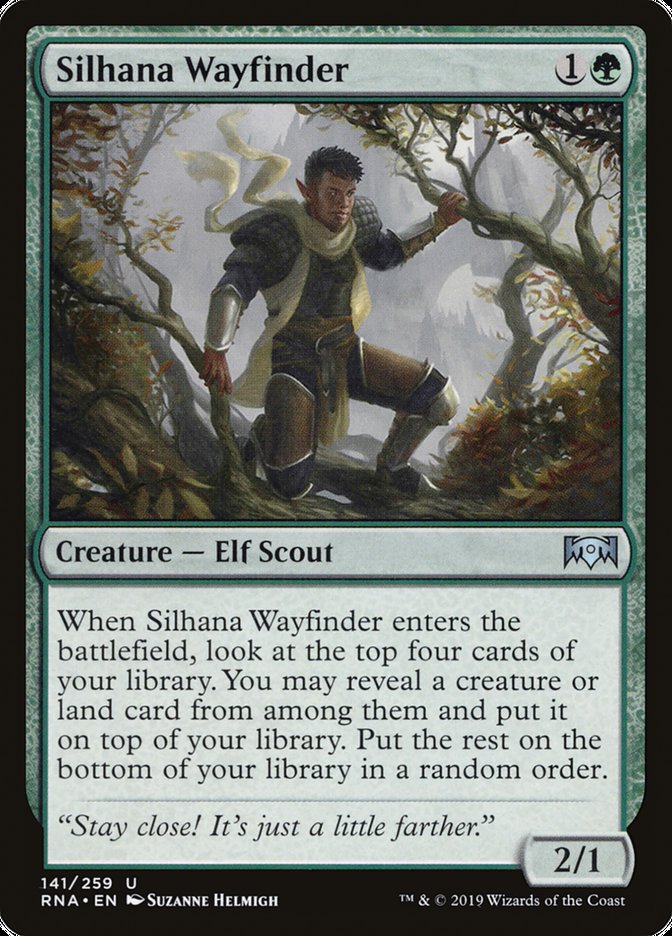 Silhana Wayfinder 1
Creature — Elf Scout
When Silhana Wayfinder enters the
battlefield, look at the top four cards of
your library. You may reveal a creature or
land card from among them and put it
on top of your library. Put the rest on the
bottom of your library in a random order.
“Stay close! It’s just a little farther.”
2/1
141/259 U
RNA • EN Suzanne Helmigh
™ & © 2019 Wizards of the Coast